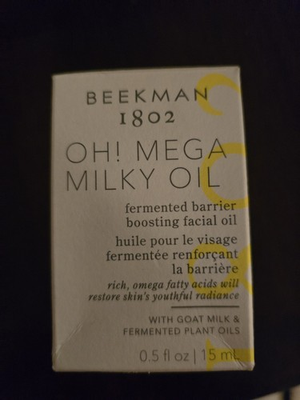 BEEKMAN
1802
OH! MEGA
MILKY OIL
fermented barrier
boosting facial oil
huile pour le visage
fermentée renforçant
la barrière
rich, omega fatty acids will
restore skin's youthful radiance
WITH GOAT MILK &
FERMENTED PLANT OILS
0.5 fl oz | 15 mL